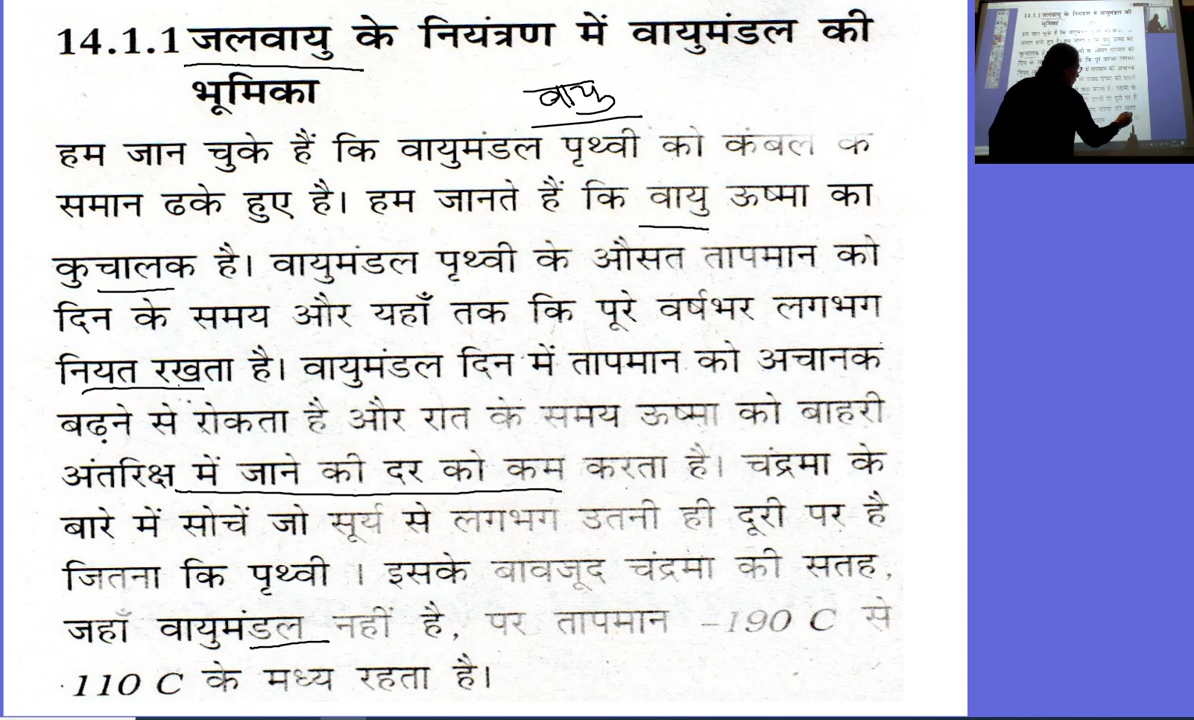 14.1.1 जलवायु के नियंत्रण में वायुमंडल की
भूमिका
वायु
हम जान चुके हैं कि वायुमंडल पृथ्वी को कंबल क
समान ढके हुए है। हम जानते हैं कि वायु ऊष्मा का
कुचालक है। वायुमंडल पृथ्वी के औसत तापमान को
दिन के समय और यहाँ तक कि पूरे वर्षभर लगभग
नियत रखता है। वायुमंडल दिन में तापमान को अचानक
बढ़ने से रोकता है और रात के समय ऊष्मा को बाहरी
अंतरिक्ष में जाने की दर को कम करता है। चंद्रमा के
बारे में सोचें जो सूर्य से लगभग उतनी ही दूरी पर है
जितना कि पृथ्वी । इसके बावजूद चंद्रमा की सतह,
जहाँ वायुमंडल नहीं है, पर तापमान –190 C से
110 C के मध्य रहता है।